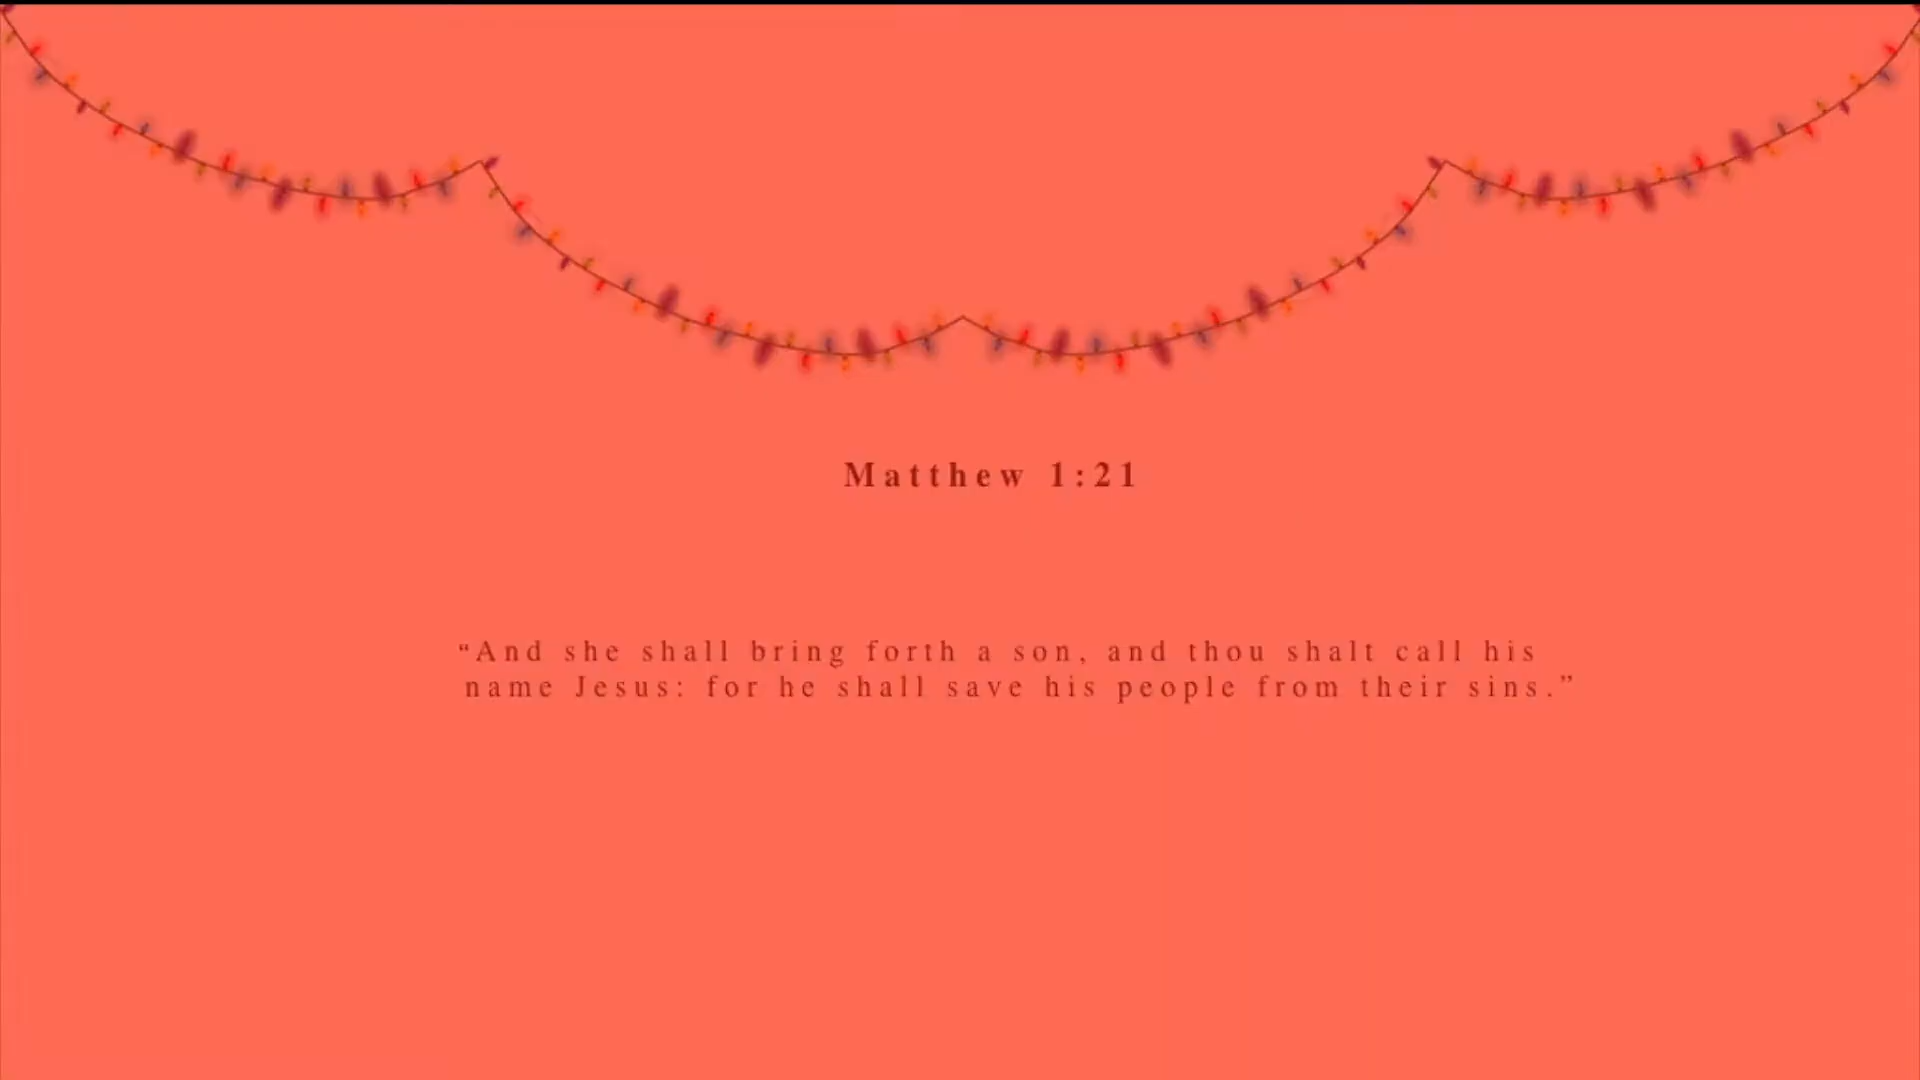 Matthew 1:21
“And she shall bring forth a son, and thou shalt call his
name Jesus: for he shall save his people from their sins.”